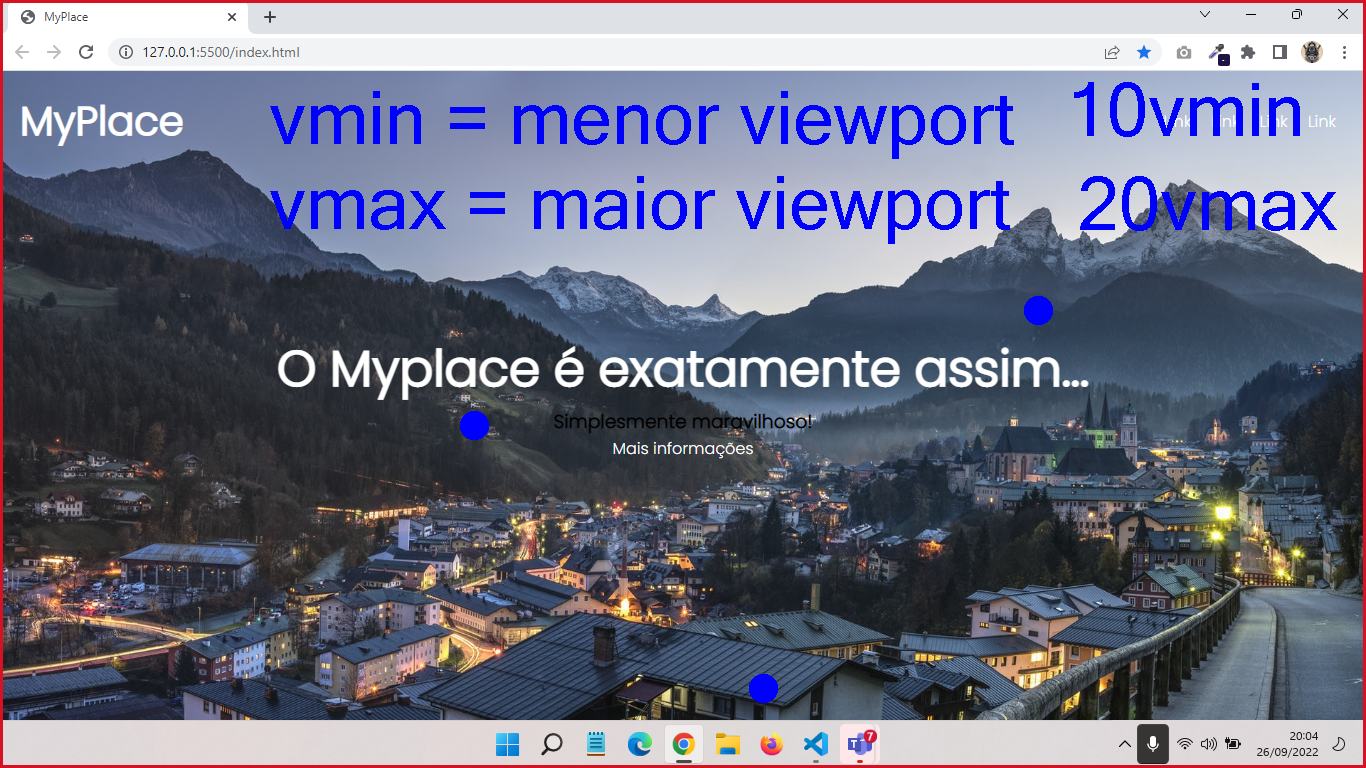 MyPlace
127.0.0.1:5500/index.html
MyPlace
vmin = menor viewport
10vmin
Link Link Link Link
vmax = maior viewport
20vmax
O Myplace é exatamente assim...
Simplesmente maravilhoso!
Mais informações
7
20:04
26/09/2022